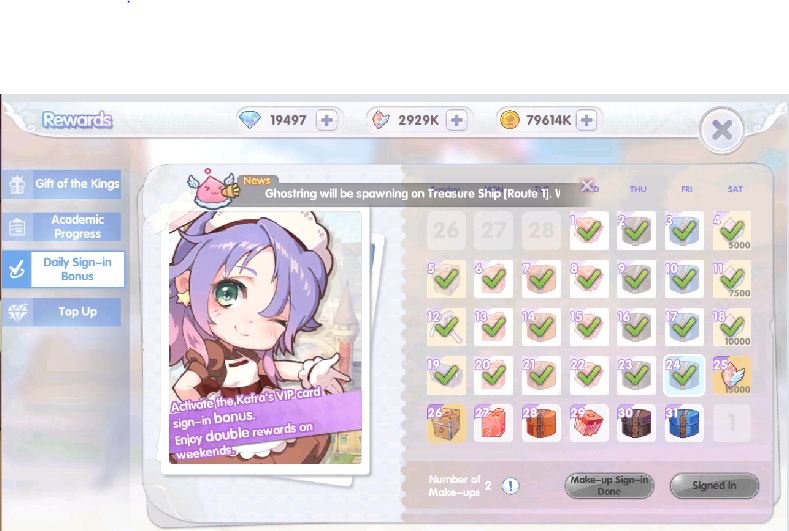 Rewards
19497
2929K
79614K
News
Ghostring will be spawning on Treasure Ship [Route 1].
THU FRI SAT
26 27 28 1 2 3 4
5000
5 6 7 8 9 10 11
7500
12 13 14 15 16 17 18
10000
19 20 21 22 23 24 25
15000
26 27 28 29 30 31 1
Gift of the Kings
Academic
Progress
Daily Sign-in
Bonus
Top Up
Activate the Kafra's VIP card
sign-in bonus.
Enjoy double rewards on
weekends.
Number of
Make-ups 2
Make-up Sign-in
Done
Signed In